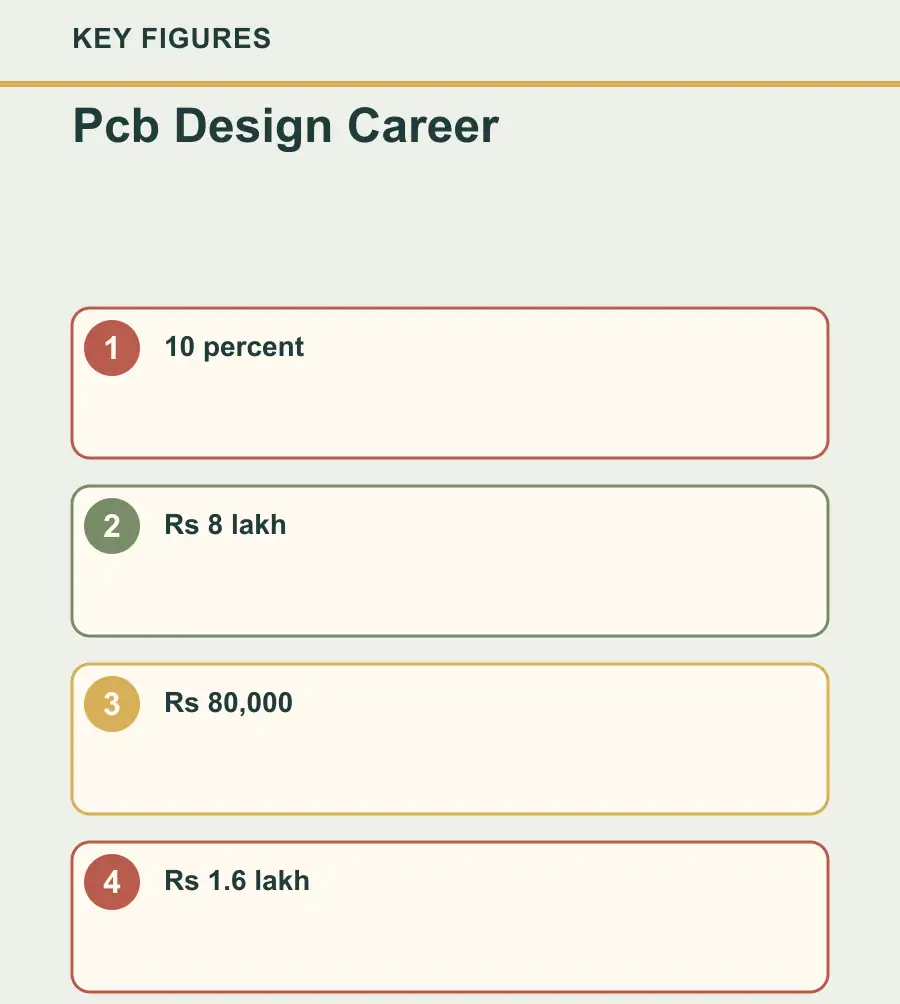 KEY FIGURES
Pcb Design Career
1 10 percent
2 Rs 8 lakh
3 Rs 80,000
4 Rs 1.6 lakh